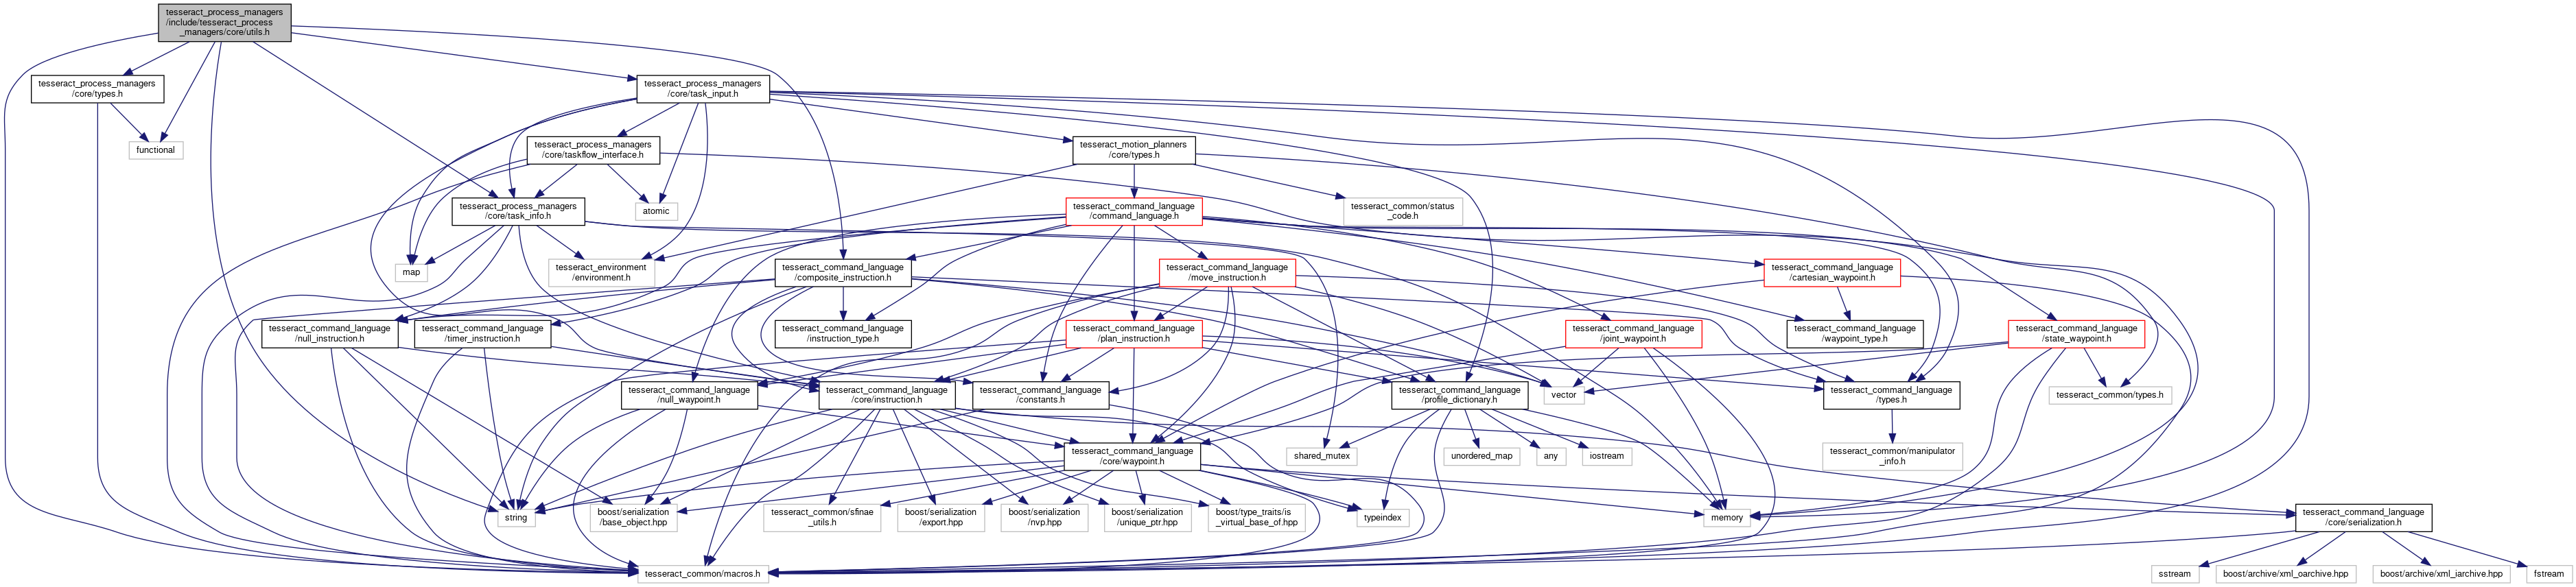 tesseract_process_managers
/include/tesseract_process
_managers/core/utils.h
tesseract_process_managers
/core/types.h
tesseract_process_managers
/core/task_input.h
functional
tesseract_process_managers
/core/taskflow_interface.h
tesseract_motion_planners
/core/types.h
tesseract_process_managers
/core/task_info.h
atomic
tesseract_command_language
/command_language.h
tesseract_common/status
_code.h
map
tesseract_environment
/environment.h
tesseract_command_language
/composite_instruction.h
tesseract_command_language
/move_instruction.h
tesseract_command_language
/cartesian_waypoint.h
tesseract_command_language
/null_instruction.h
tesseract_command_language
/timer_instruction.h
tesseract_command_language
/instruction_type.h
tesseract_command_language
/plan_instruction.h
tesseract_command_language
/joint_waypoint.h
tesseract_command_language
/waypoint_type.h
tesseract_command_language
/state_waypoint.h
tesseract_command_language
/null_waypoint.h
tesseract_command_language
/core/instruction.h
tesseract_command_language
/constants.h
tesseract_command_language
/profile_dictionary.h
vector
tesseract_command_language
/types.h
tesseract_common/types.h
tesseract_command_language
/core/waypoint.h
shared_mutex
unordered_map
any
iostream
tesseract_common/manipulator
_info.h
string
boost/serialization
/base_object.hpp
tesseract_common/sfinae
_utils.h
boost/serialization
/export.hpp
boost/serialization
/nvp.hpp
boost/serialization
/unique_ptr.hpp
boost/type_traits/is
_virtual_base_of.hpp
typeindex
memory
tesseract_command_language
/core/serialization.h
tesseract_common/macros.h
sstream
boost/archive/xml_oarchive.hpp
boost/archive/xml_iarchive.hpp
fstream